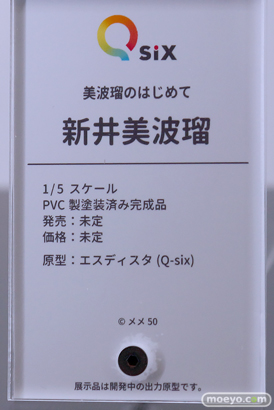 Q six
美波瑠のはじめて
新井美波瑠
1/5 スケール
PVC 製塗装済み完成品
発売：未定
価格：未定
原型：エスディスタ (Q-six)
© メメ 50
展示品は開発中の出力原型です。
moeyo.com